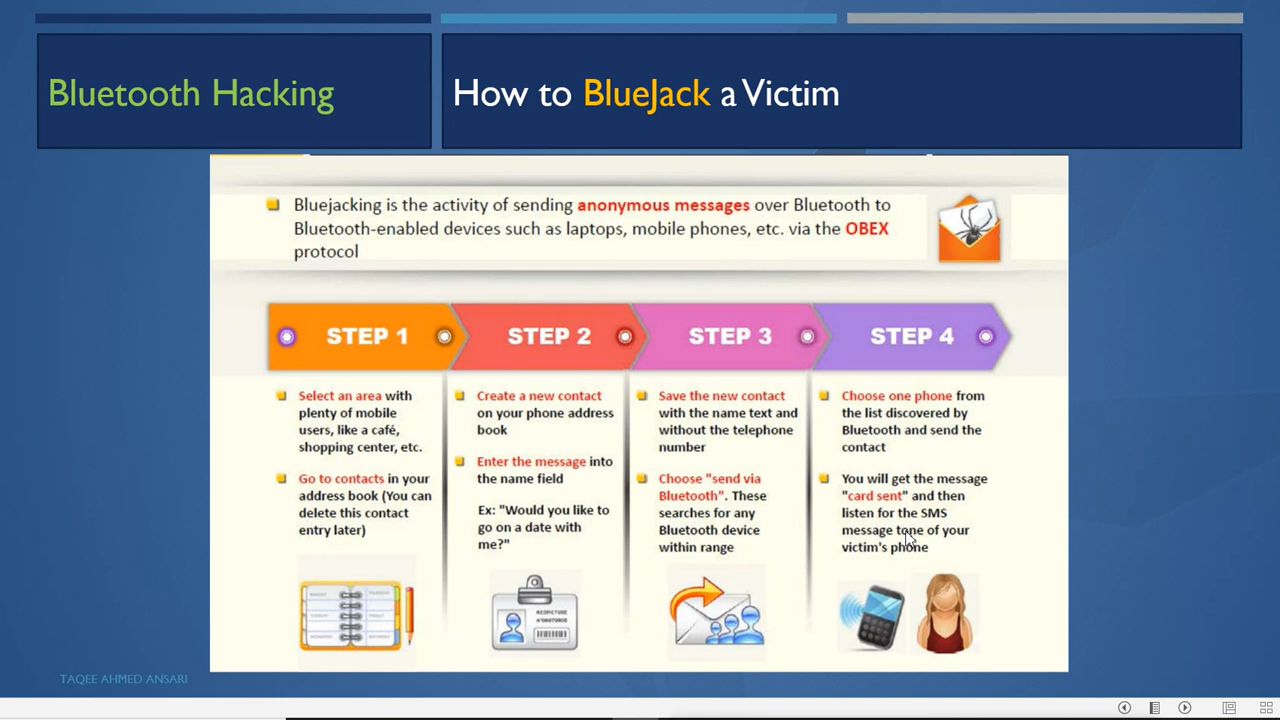 Bluetooth Hacking
How to BlueJack a Victim
Bluejacking is the activity of sending anonymous messages over Bluetooth to
Bluetooth-enabled devices such as laptops, mobile phones, etc. via the OBEX
protocol
STEP 1
STEP 2
STEP 3
STEP 4
Select an area with
plenty of mobile
users, like a café,
shopping center, etc.
Go to contacts in your
address book (You can
delete this contact
entry later)
Create a new contact
on your phone address
book
Enter the message into
the name field
Ex: "Would you like to
go on a date with
me?"
Save the new contact
with the name text and
without the telephone
number
Choose "send via
Bluetooth". These
searches for any
Bluetooth device
within range
Choose one phone from
the list discovered by
Bluetooth and send the
contact
You will get the message
"card sent" and then
listen for the SMS
message tone of your
victim's phone
TAQEE AHMED ANSARI